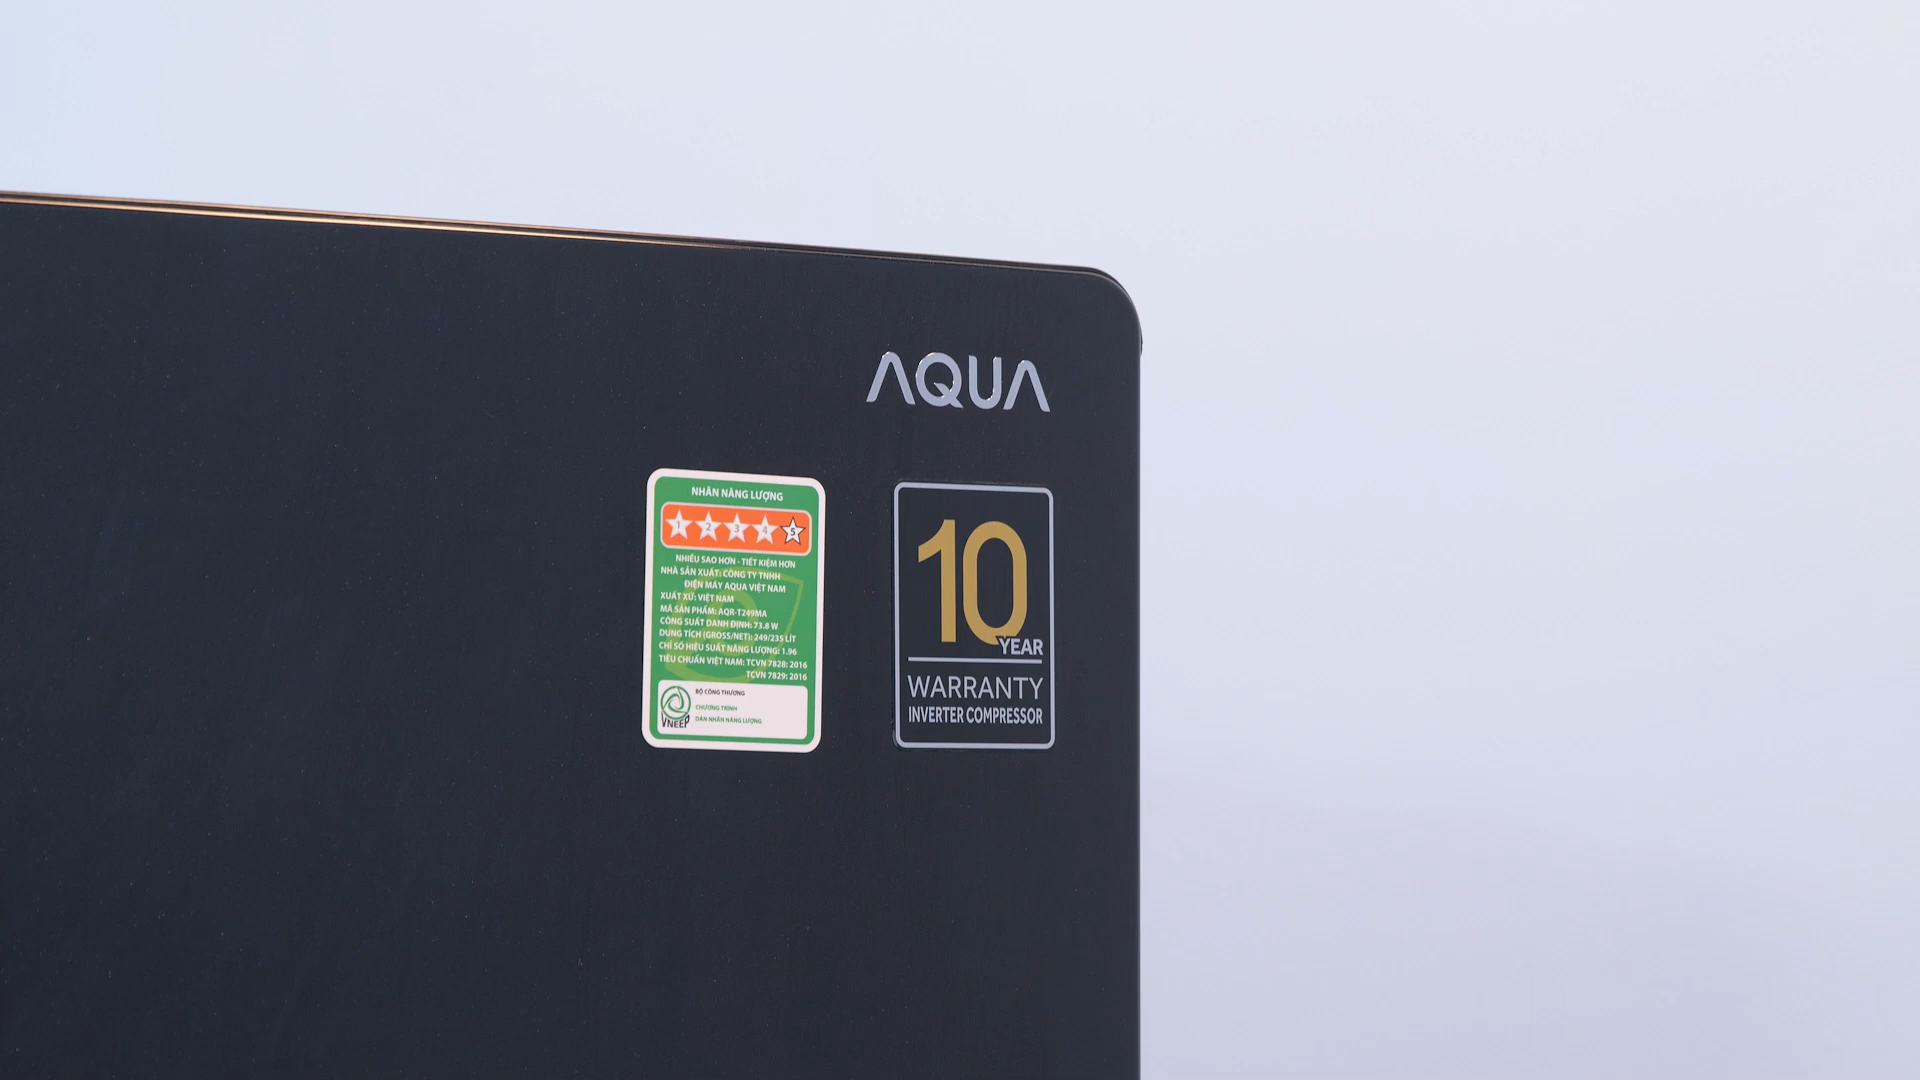 AQUA
NHÃN NĂNG LƯỢNG
1 2 3 4 5
NHIỀU SAO HƠN - TIẾT KIỆM HƠN
NHÀ SẢN XUẤT: CÔNG TY TNHH
ĐIỆN MÁY AQUA VIỆT NAM
XUẤT XỨ: VIỆT NAM
MÃ SẢN PHẨM: AQR-T249MA
CÔNG SUẤT DANH ĐỊNH: 73.8 W
DUNG TÍCH (GROSS/NET): 249/235 LÍT
CHỈ SỐ HIỆU SUẤT NĂNG LƯỢNG: 1.96
TIÊU CHUẨN VIỆT NAM: TCVN 7828: 2016
TCVN 7829: 2016
BỘ CÔNG THƯƠNG
CHƯƠNG TRÌNH
DÁN NHÃN NĂNG LƯỢNG
VNEEP
10
YEAR
WARRANTY
INVERTER COMPRESSOR